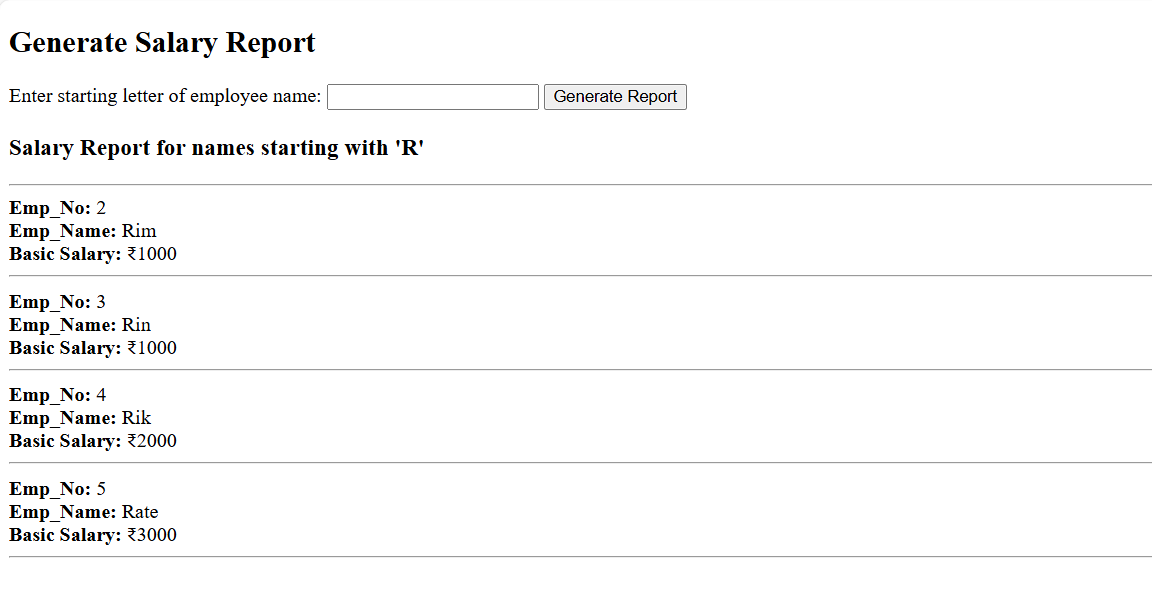 Generate Salary Report
Enter starting letter of employee name: Generate Report
Salary Report for names starting with 'R'
Emp_No: 2
Emp_Name: Rim
Basic Salary: ₹1000
Emp_No: 3
Emp_Name: Rin
Basic Salary: ₹1000
Emp_No: 4
Emp_Name: Rik
Basic Salary: ₹2000
Emp_No: 5
Emp_Name: Rate
Basic Salary: ₹3000